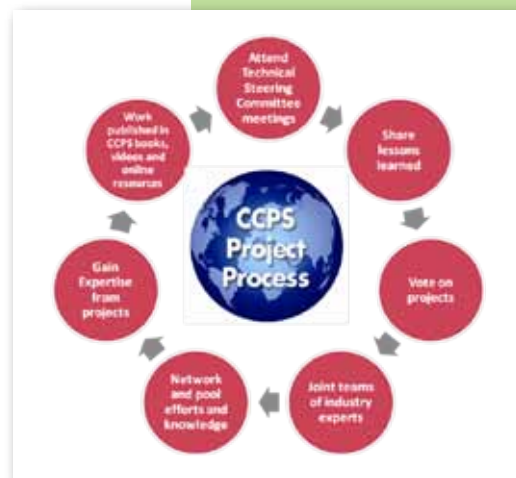 Attend
Technical
Steering
Committee
meetings
Share
lessons
learned
Vote on
projects
Joint teams
of industry
experts
Network
and pool
efforts and
knowledge
Gain
Expertise
from
projects
Work
published in
CCPS books,
videos and
online
resources
CCPS
Project
Process